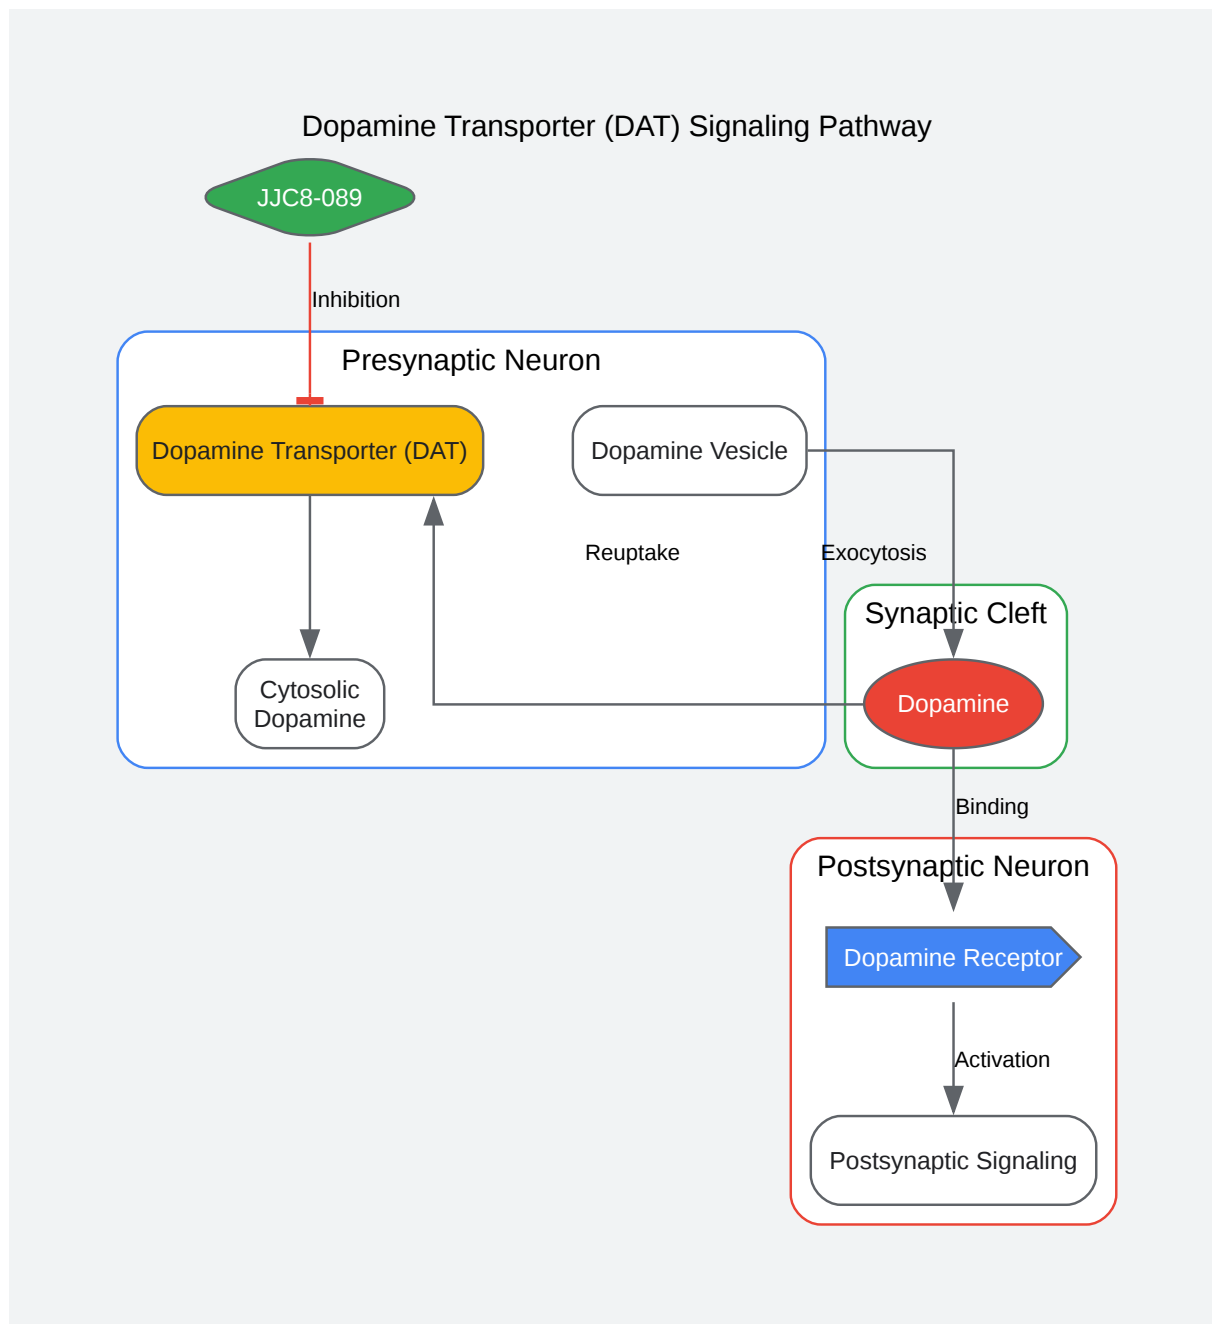 Dopamine Transporter (DAT) Signaling Pathway
JJC8-089
Inhibition
Presynaptic Neuron
Dopamine Transporter (DAT)
Dopamine Vesicle
Reuptake
Exocytosis
Synaptic Cleft
Cytosolic
Dopamine
Dopamine
Binding
Postsynaptic Neuron
Dopamine Receptor
Activation
Postsynaptic Signaling